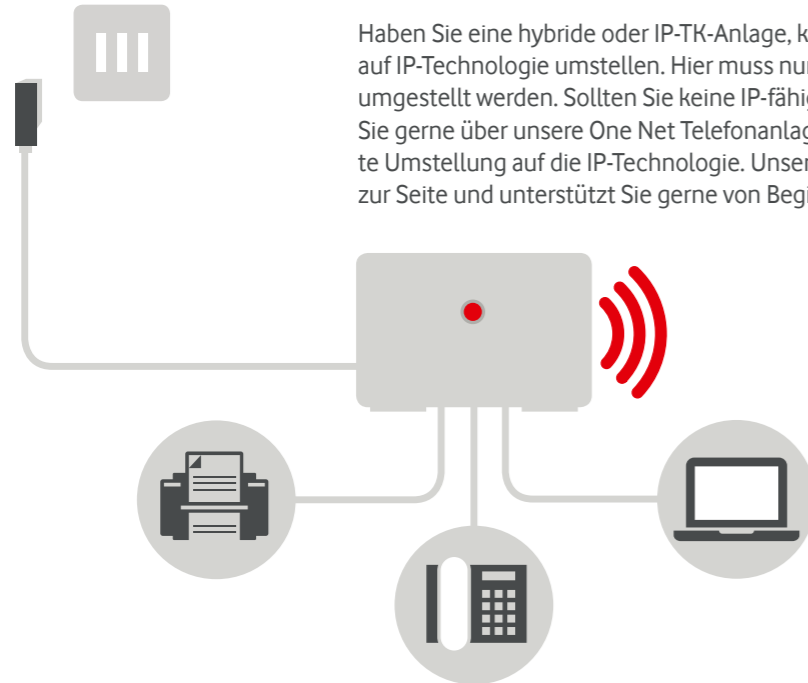 Haben Sie eine hybride oder IP-TK-Anlage, k
auf IP-Technologie umstellen. Hier muss nur
umgestellt werden. Sollten Sie keine IP-fähig
Sie gerne über unsere One Net Telefonanlag
te Umstellung auf die IP-Technologie. Unser
zur Seite und unterstützt Sie gerne von Begi